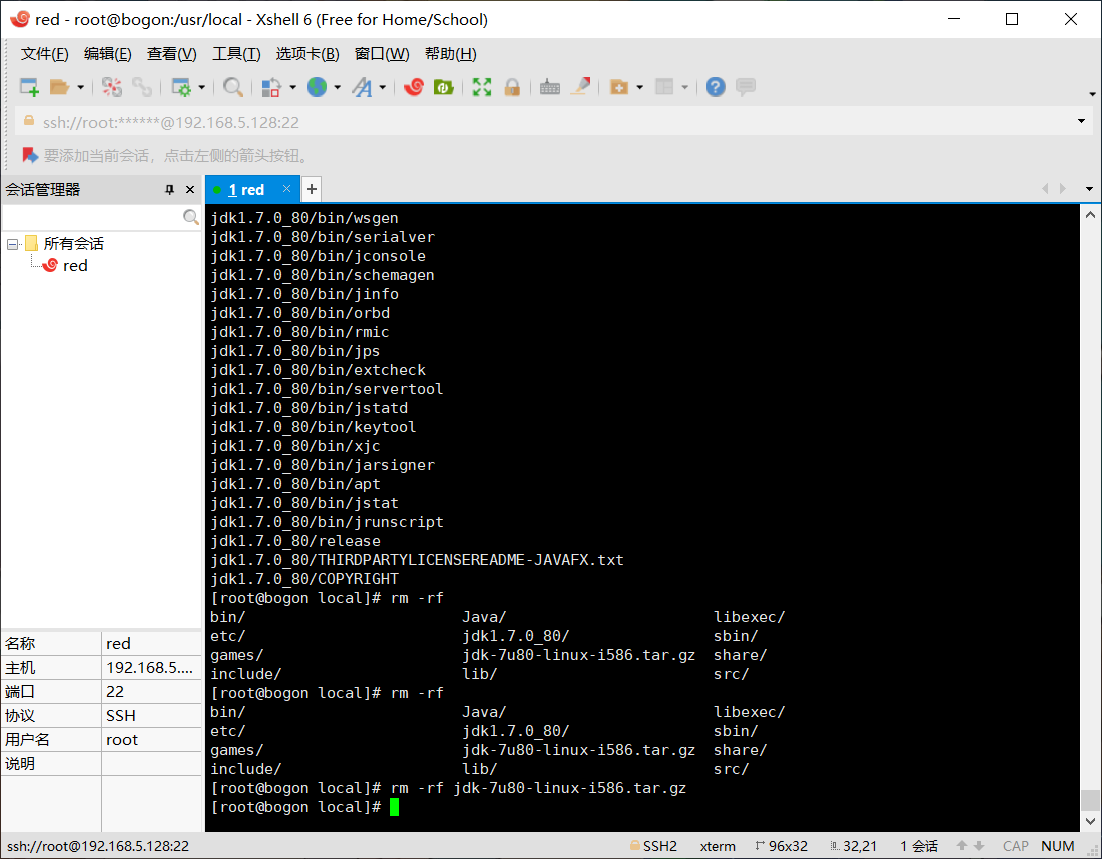 red - root@bogon:/usr/local - Xshell 6 (Free for Home/School)
文件(F) 编辑(E) 查看(V) 工具(T) 选项卡(B) 窗口(W) 帮助(H)
ssh://root:******@192.168.5.128:22
要添加当前会话，点击左侧的箭头按钮。
会话管理器
1 red
所有会话
red
名称 red
主机 192.168.5....
端口 22
协议 SSH
用户名 root
说明
jdk1.7.0_80/bin/wsgen
jdk1.7.0_80/bin/serialver
jdk1.7.0_80/bin/jconsole
jdk1.7.0_80/bin/schemagen
jdk1.7.0_80/bin/jinfo
jdk1.7.0_80/bin/orbd
jdk1.7.0_80/bin/rmic
jdk1.7.0_80/bin/jps
jdk1.7.0_80/bin/extcheck
jdk1.7.0_80/bin/servertool
jdk1.7.0_80/bin/jstatd
jdk1.7.0_80/bin/keytool
jdk1.7.0_80/bin/xjc
jdk1.7.0_80/bin/jarsigner
jdk1.7.0_80/bin/apt
jdk1.7.0_80/bin/jstat
jdk1.7.0_80/bin/jrunscript
jdk1.7.0_80/release
jdk1.7.0_80/THIRDPARTYLICENSEREADME-JAVAFX.txt
jdk1.7.0_80/COPYRIGHT
[root@bogon local]# rm -rf
bin/ Java/ libexec/
etc/ jdk1.7.0_80/ sbin/
games/ jdk-7u80-linux-i586.tar.gz share/
include/ lib/ src/
[root@bogon local]# rm -rf
bin/ Java/ libexec/
etc/ jdk1.7.0_80/ sbin/
games/ jdk-7u80-linux-i586.tar.gz share/
include/ lib/ src/
[root@bogon local]# rm -rf jdk-7u80-linux-i586.tar.gz
[root@bogon local]#
ssh://root@192.168.5.128:22 SSH2 xterm 96x32 32,21 1 会话 CAP NUM